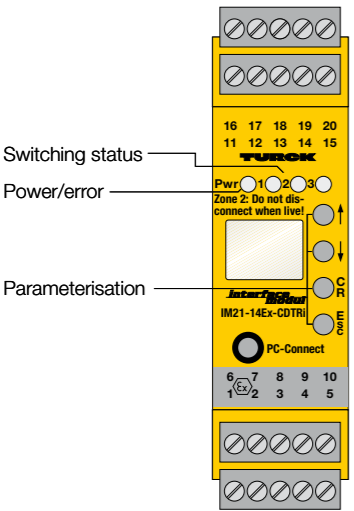 16 17 18 19 20
11 12 13 14 15
TURCK
Switching status
Power/error
Pwr 1 2 3
Zone 2: Do not dis-
connect when live!
Parameterisation
C
R
interface
modul
IM21-14Ex-CDTRi
E
s
c
PC-Connect
6 7 8 9 10
Ex
1 2 3 4 5